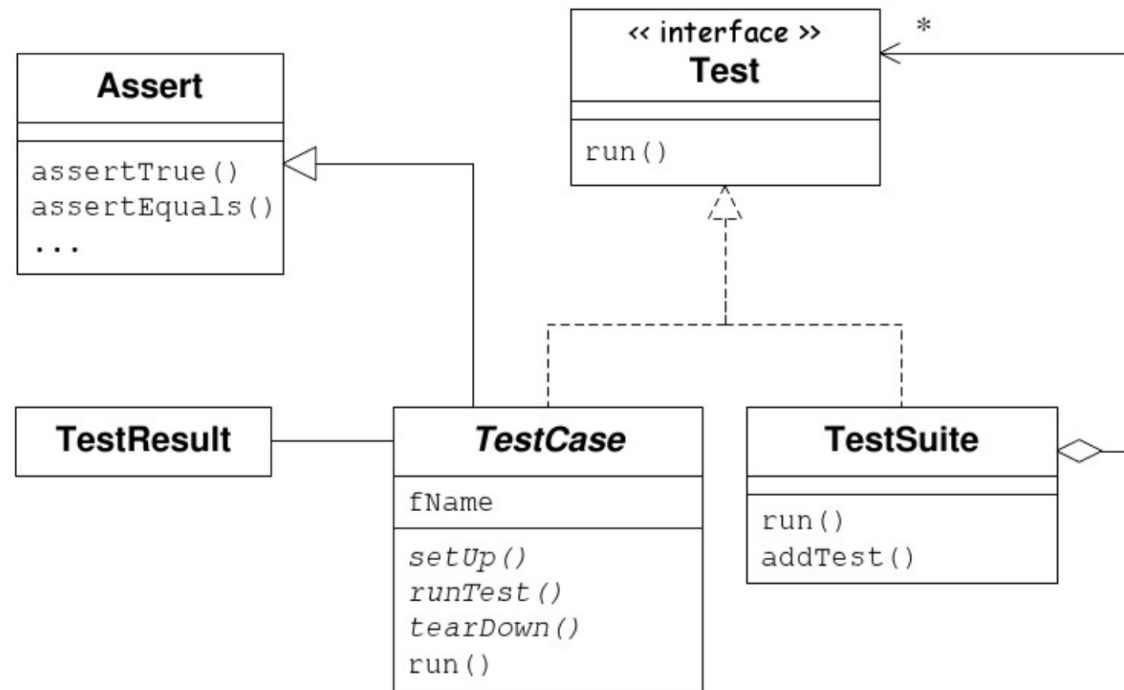 << interface >>
Test
*
run()
Assert
assertTrue()
assertEquals()
...
TestResult
TestCase
fName
setUp()
runTest()
tearDown()
run()
TestSuite
run()
addTest()